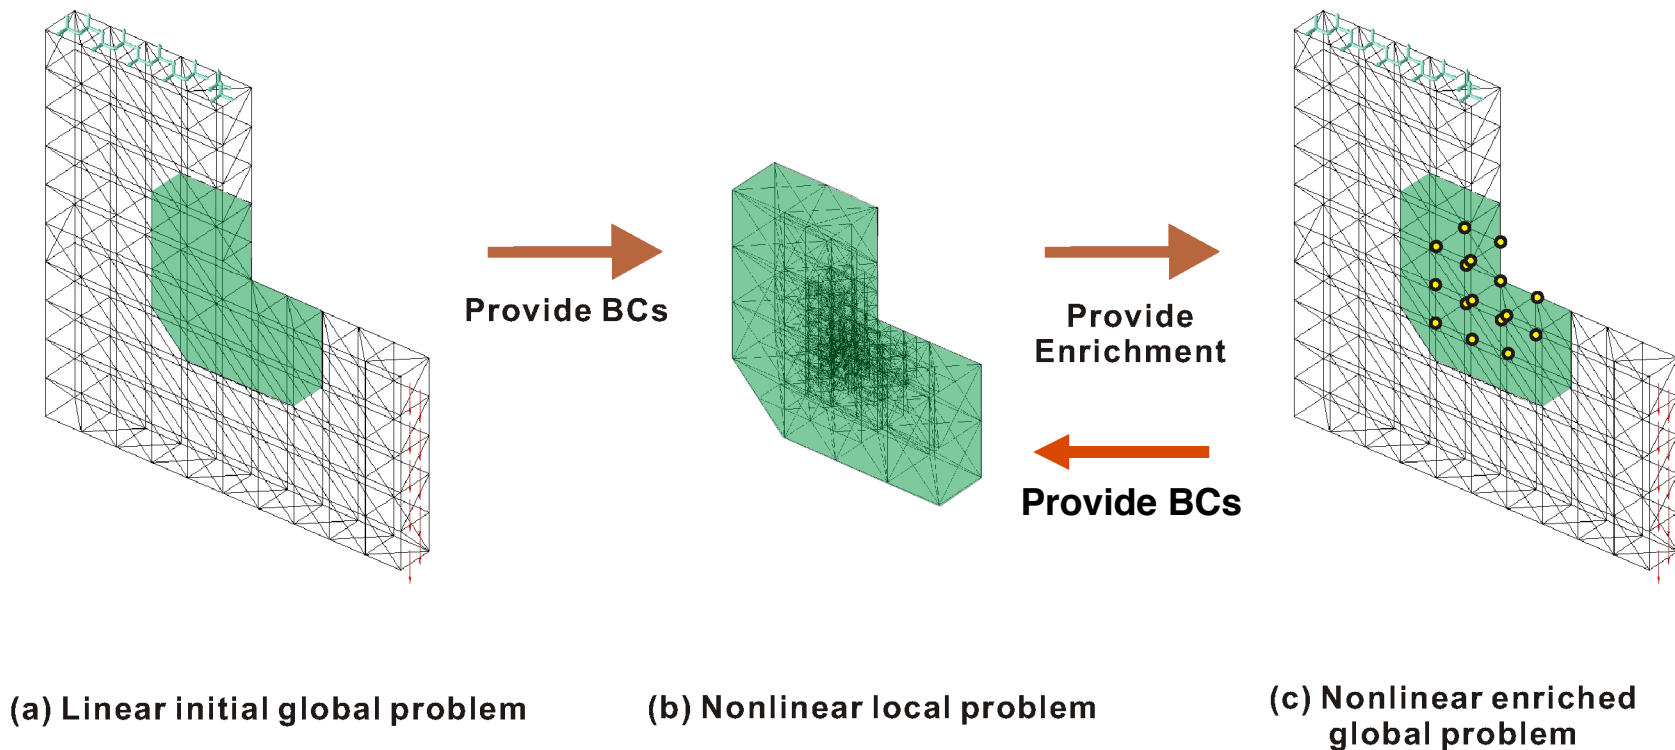 Provide BCs
Provide
Enrichment
Provide BCs
(a) Linear initial global problem
(b) Nonlinear local problem
(c) Nonlinear enriched
global problem